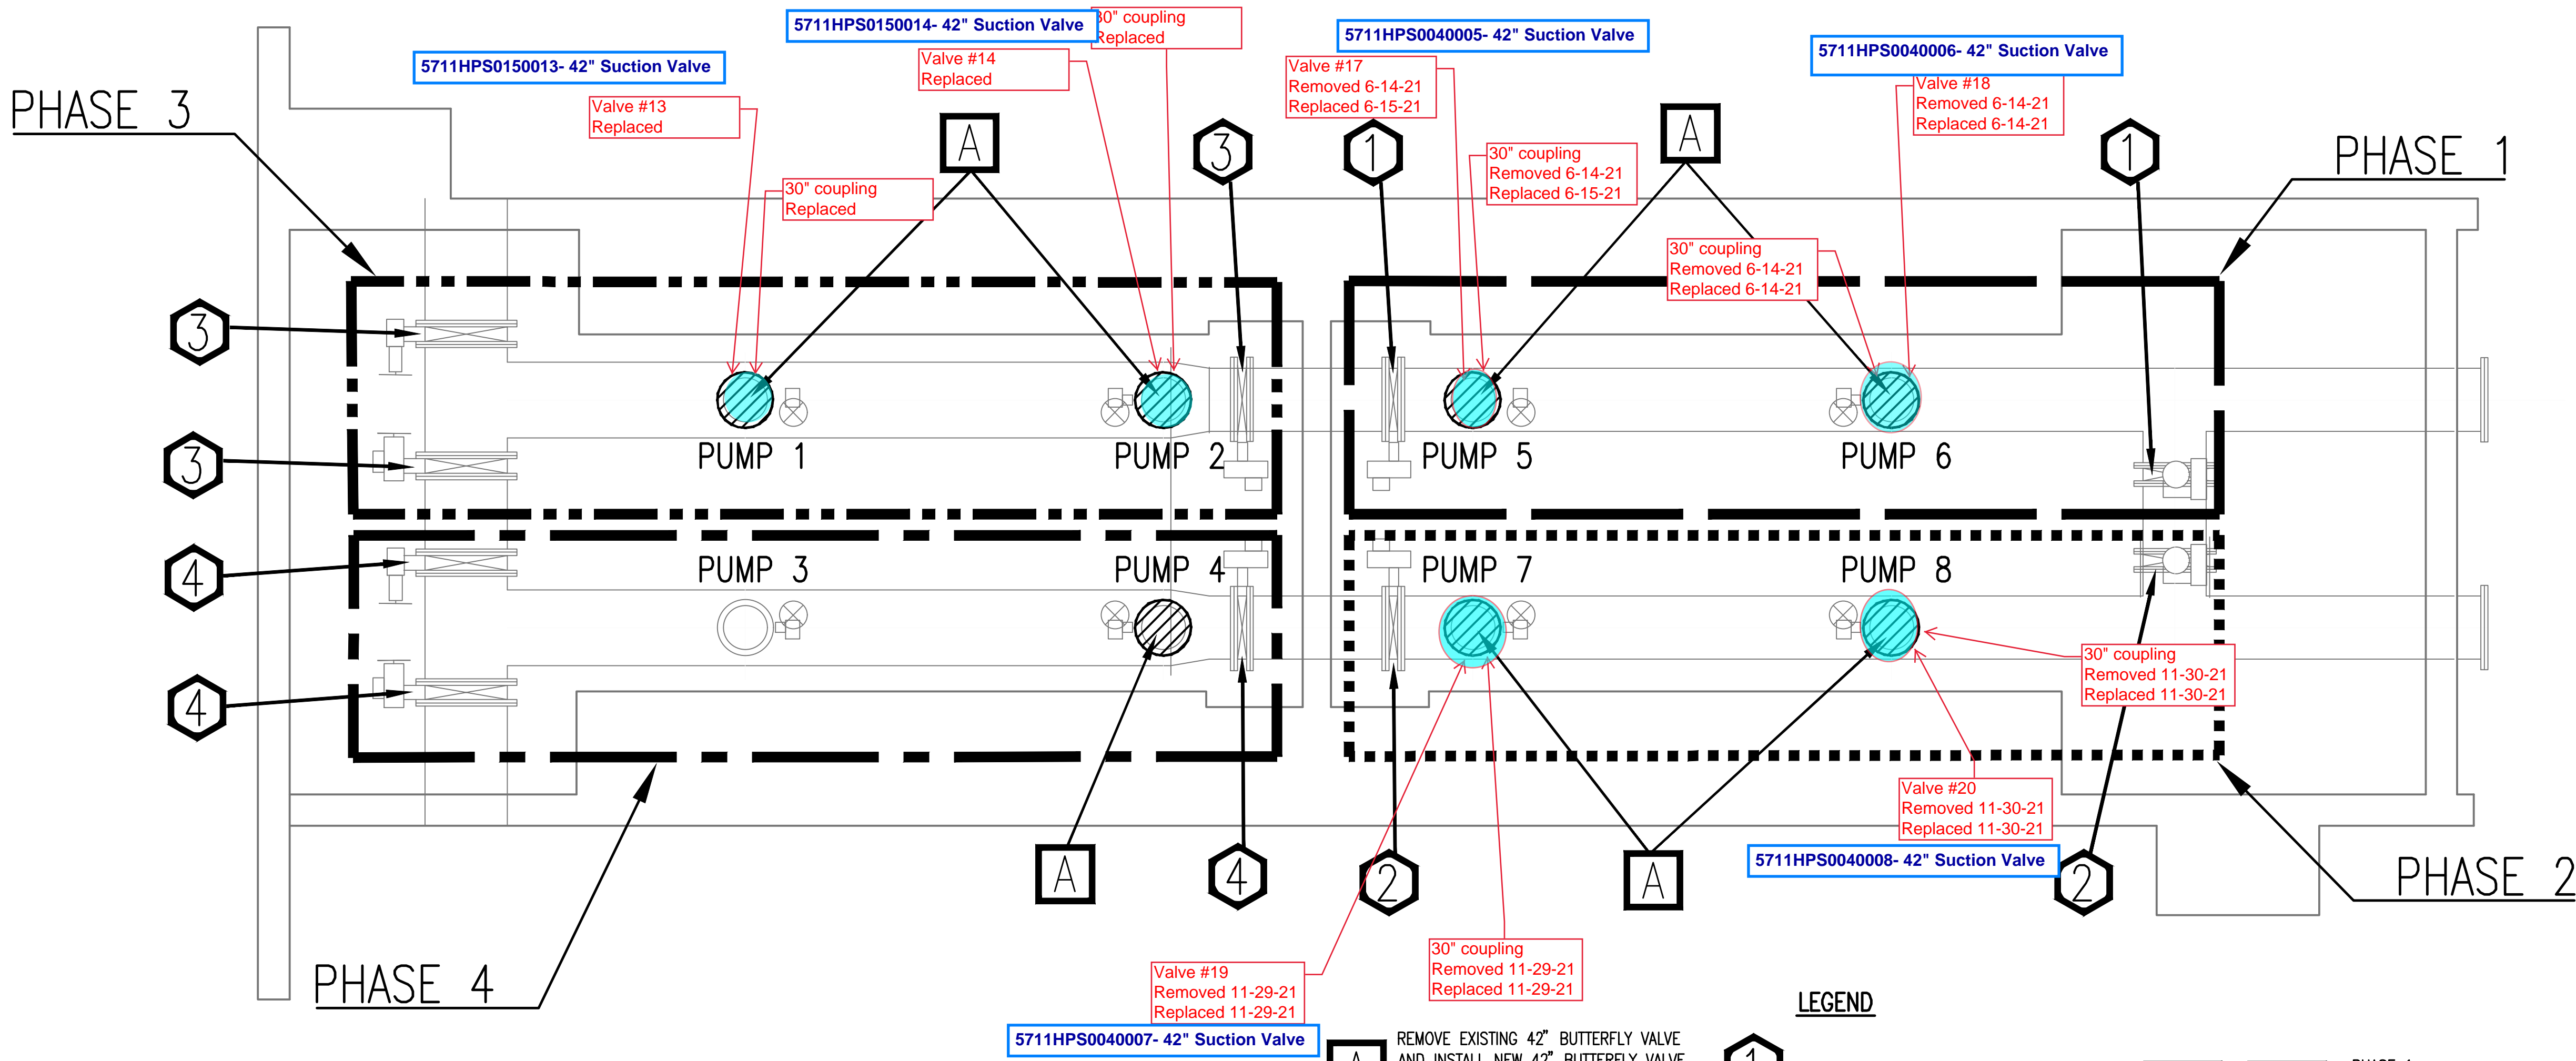 5711HPS0150014- 42" Suction Valve
30" coupling
Replaced
5711HPS0040005- 42" Suction Valve
5711HPS0040006- 42" Suction Valve
5711HPS0150013- 42" Suction Valve
Valve #14
Replaced
Valve #17
Removed 6-14-21
Replaced 6-15-21
Valve #18
Removed 6-14-21
Replaced 6-14-21
PHASE 3
Valve #13
Replaced
A
3
1
A
1
PHASE 1
30" coupling
Removed 6-14-21
Replaced 6-15-21
30" coupling
Replaced
30" coupling
Removed 6-14-21
Replaced 6-14-21
3
3
PUMP 1
PUMP 2
PUMP 5
PUMP 6
4
PUMP 3
PUMP 4
PUMP 7
PUMP 8
4
30" coupling
Removed 11-30-21
Replaced 11-30-21
Valve #20
Removed 11-30-21
Replaced 11-30-21
5711HPS0040008- 42" Suction Valve
A
4
2
A
2
PHASE 2
PHASE 4
30" coupling
Removed 11-29-21
Replaced 11-29-21
Valve #19
Removed 11-29-21
Replaced 11-29-21
LEGEND
5711HPS0040007- 42" Suction Valve
A
REMOVE EXISTING 42" BUTTERFLY VALVE
AND INSTALL NEW 42" BUTTERFLY VALVE
1